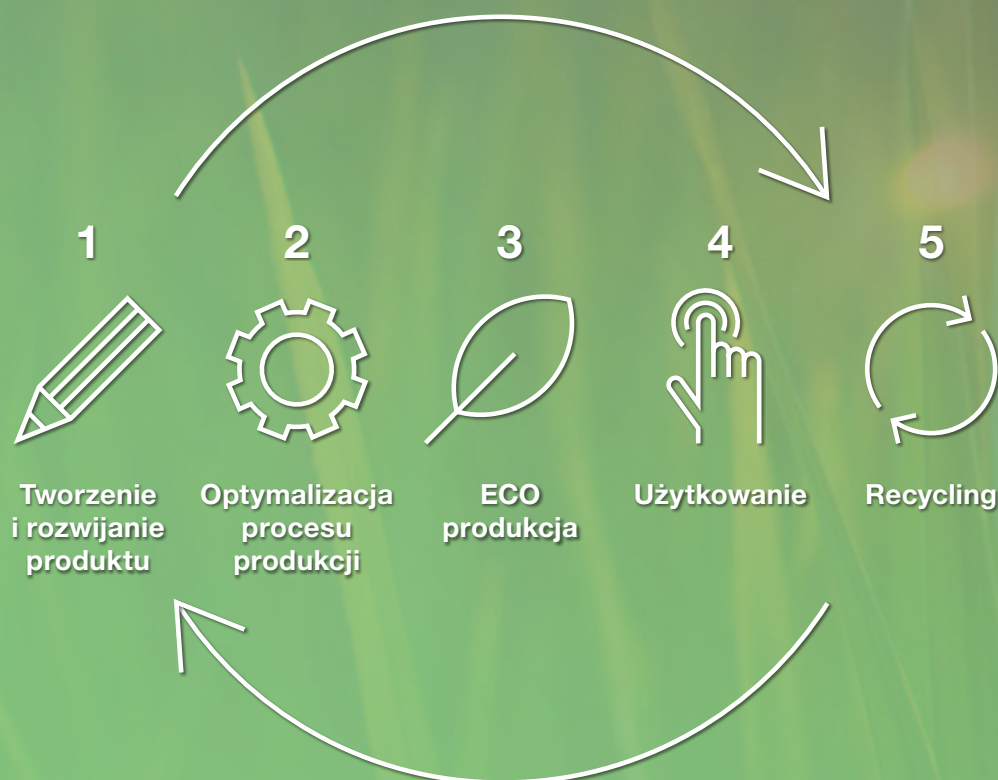 1
2
3
4
5
Tworzenie
i rozwijanie
produktu
Optymalizacja
procesu
produkcji
ECO
produkcja
Użytkowanie
Recycling